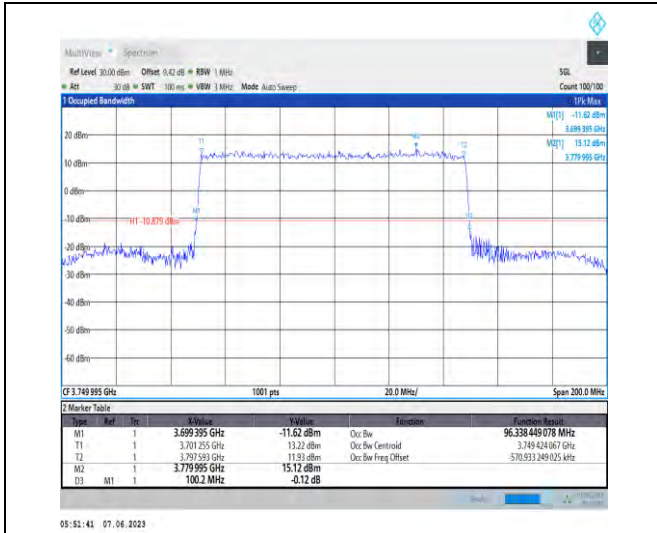 MultiView Spectrum
Ref Level 30.00 dBm Offset 9.42 dB RBW 1 MHz SGL
Att 30 dB SWT 100 ms VBW 3 MHz Mode Auto Sweep Count 100/100
1 Occupied Bandwidth 1Pk Max
M1[1] -11.62 dBm
3.699 395 GHz
M2[1] 15.12 dBm
3.779 995 GHz
20 dBm
T1
M2
T2
10 dBm
0 dBm
-10 dBm
M1
H1 -10.879 dBm
-20 dBm
-30 dBm
-40 dBm
-50 dBm
-60 dBm
CF 3.749 995 GHz 1001 pts 20.0 MHz/ Span 200.0 MHz
2 Marker Table
Type Ref Trc X-Value Y-Value Function Function Result
M1 1 3.699 395 GHz -11.62 dBm Occ Bw 96.338 449 078 MHz
T1 1 3.701 255 GHz 13.22 dBm Occ Bw Centroid 3.749 424 067 GHz
T2 1 3.797 593 GHz 11.93 dBm Occ Bw Freq Offset -570.933 249 025 kHz
M2 1 3.779 995 GHz 15.12 dBm
D3 M1 1 100.2 MHz -0.12 dB
05:51:41 07.06.2023